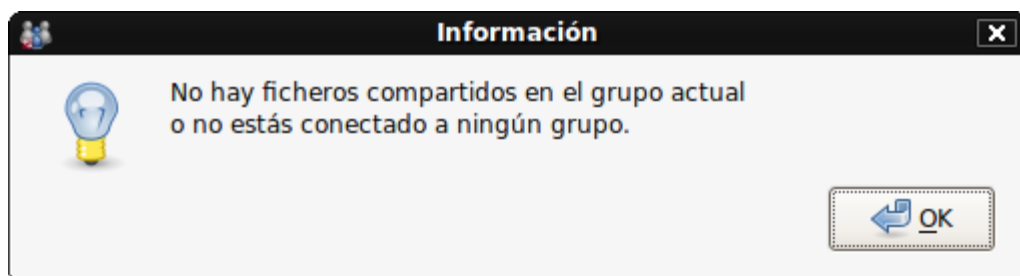 Información
No hay ficheros compartidos en el grupo actual
o no estás conectado a ningún grupo.
OK